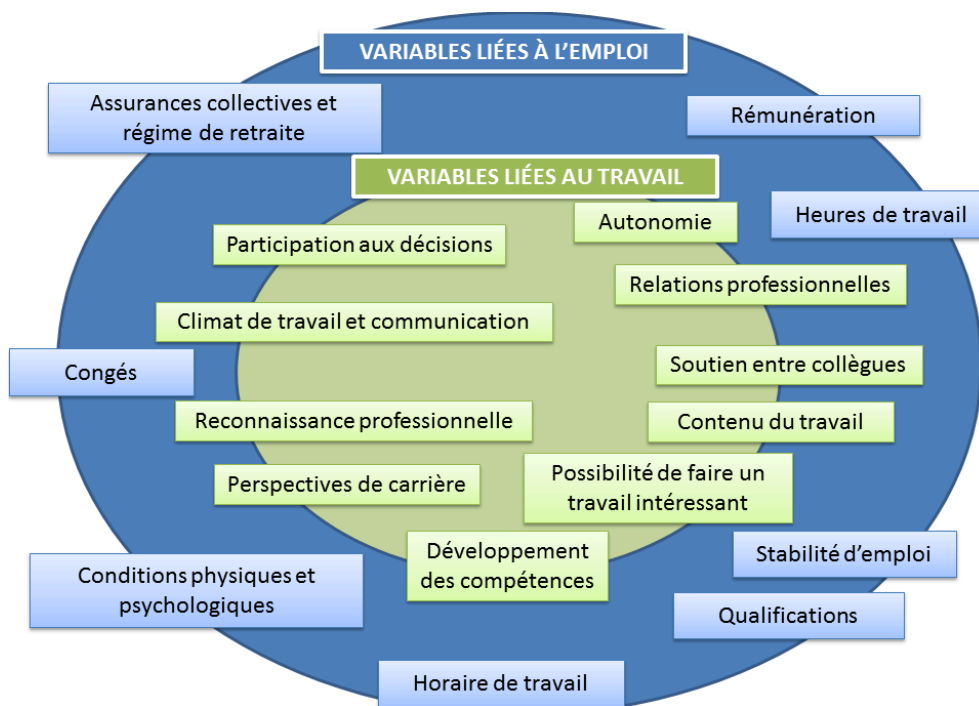 VARIABLES LIÉES À L’EMPLOI
Assurances collectives et
régime de retraite
Rémunération
VARIABLES LIÉES AU TRAVAIL
Autonomie
Heures de travail
Participation aux décisions
Relations professionnelles
Climat de travail et communication
Soutien entre collègues
Congés
Reconnaissance professionnelle
Contenu du travail
Perspectives de carrière
Possibilité de faire un
travail intéressant
Développement
des compétences
Stabilité d’emploi
Conditions physiques et
psychologiques
Qualifications
Horaire de travail